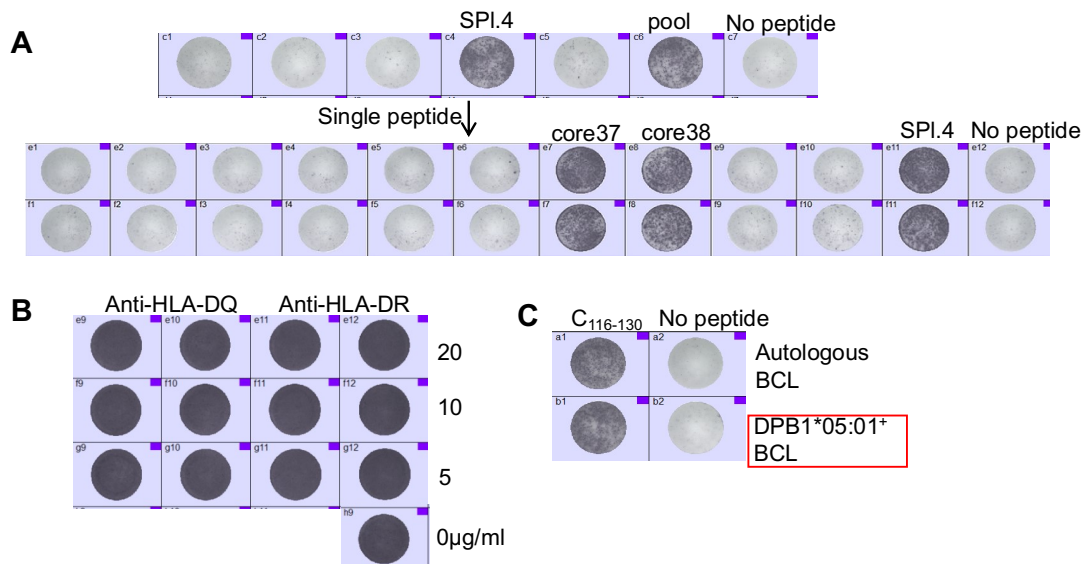 A
SPI.4 pool No peptide
c1 c2 c3 c4 c5 c6 c7
Single peptide
core37 core38 SPI.4 No peptide
e1 e2 e3 e4 e5 e6 e7 e8 e9 e10 e11 e12
f1 f2 f3 f4 f5 f6 f7 f8 f9 f10 f11 f12
B
Anti-HLA-DQ Anti-HLA-DR
e9 e10 e11 e12
20
f9 f10 f11 f12
10
g9 g10 g11 g12
5
h9
0µg/ml
C
C116-130 No peptide
a1 a2
Autologous
BCL
b1 b2
DPB1*05:01+
BCL